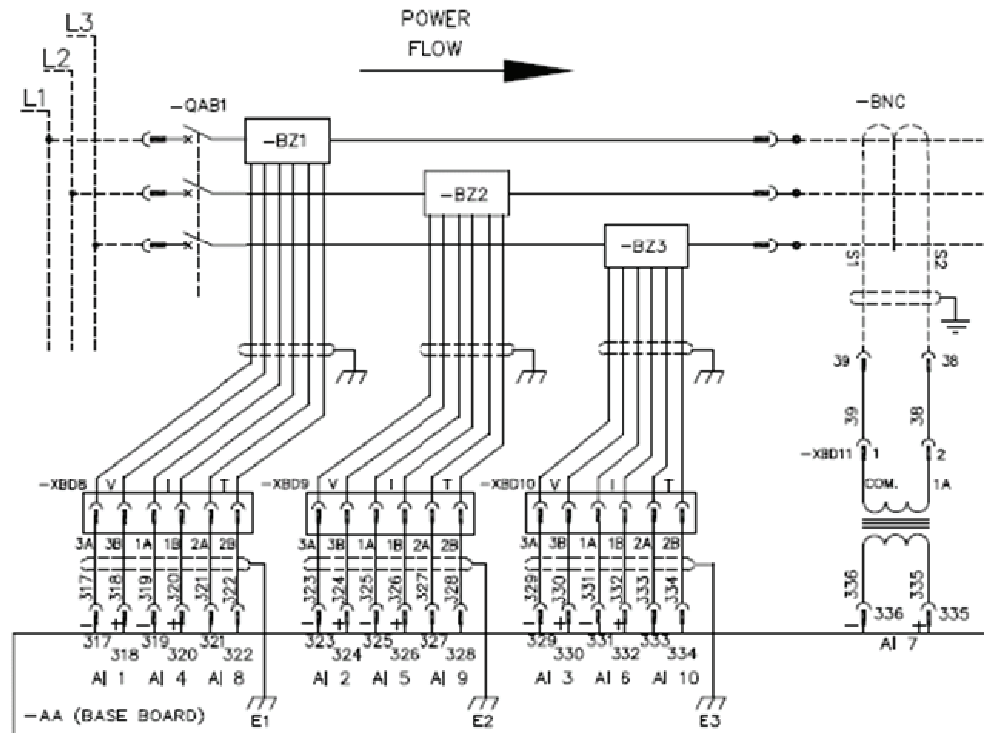 POWER
FLOW
L3
L2
L1
-QAB1
-BNC
-BZ1
-BZ2
-BZ3
S1 S2
39 38
39 38
-XBD11 1 2
-XBD8 V I T
-XBD9 V I T
-XBD10 V I T
COM. 1A
3A 3B 1A 1B 2A 2B
3A 3B 1A 1B 2A 2B
3A 3B 1A 1B 2A 2B
317 318 319 320 321 322
323 324 325 326 327 328
329 330 331 332 333 334
336 335
336 335
- + - +
- + - +
- + - +
- +
317 318 319 320 321 322
323 324 325 326 327 328
329 330 331 332 333 334
AI 1 AI 4 AI 8
AI 2 AI 5 AI 9
AI 3 AI 6 AI 10
AI 7
-AA (BASE BOARD)
E1 E2 E3